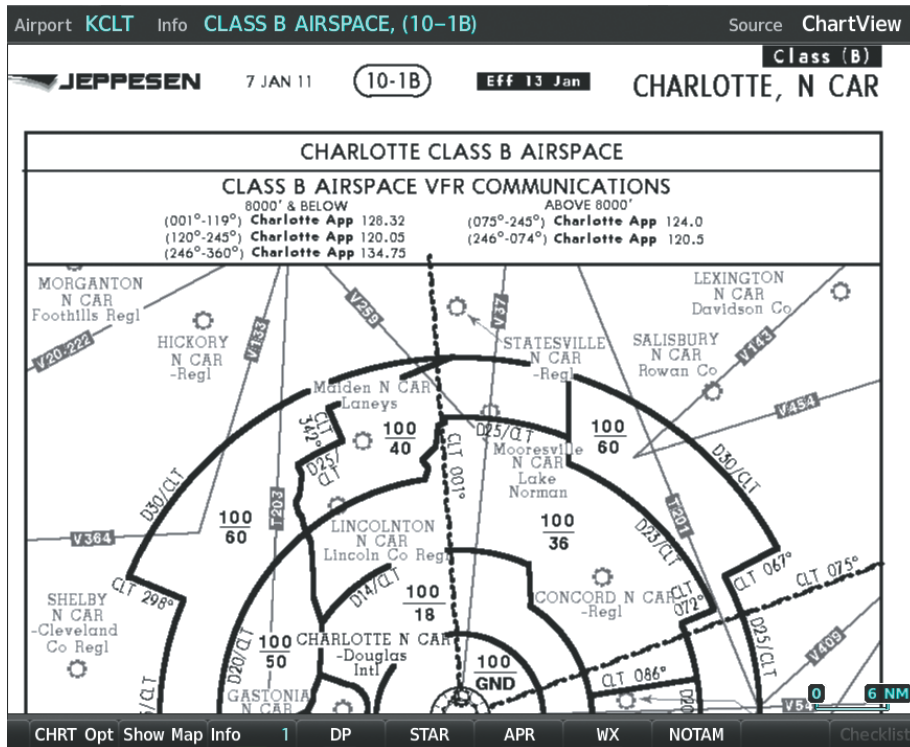 Airport KCLT Info CLASS B AIRSPACE, (10-1B) Source ChartView
Class (B)
JEPPESEN 7 JAN 11 10-1B Eff 13 Jan CHARLOTTE, N CAR
CHARLOTTE CLASS B AIRSPACE
CLASS B AIRSPACE VFR COMMUNICATIONS
8000' & BELOW
(001°-119°) Charlotte App 128.32
(120°-245°) Charlotte App 120.05
(246°-360°) Charlotte App 134.75
ABOVE 8000'
(075°-245°) Charlotte App 124.0
(246°-074°) Charlotte App 120.5
MORGANTON
N CAR
Foothills Regl
V20-222
HICKORY
N CAR
-Regl
V133
V259
V37
STATESVILLE
N CAR
-Regl
LEXINGTON
N CAR
Davidson Co
SALISBURY
N CAR
Rowan Co
V143
V454
Maiden N CAR
Laneys
CLT
342°
D25/
CLT
100
40
D25/CLT
CLT 001°
Mooresville
N CAR
Lake
Norman
100
60
D30/CLT
D30/CLT
100
60
T203
V364
LINCOLNTON
N CAR
Lincoln Co Regl
100
36
D23/CLT
T201
CLT 298°
D14/CLT
100
18
CONCORD N CAR
-Regl
CLT
072°
CLT 067°
CLT 075°
SHELBY
N CAR
-Cleveland
Co Regl
D20/CLT
100
50
CHARLOTTE N CAR
-Douglas
Intl
100
GND
CLT 086°
D25/CLT
V409
GASTONIA
N CAR
D20
V54
0 6 NM
CHRT Opt Show Map Info 1 DP STAR APR WX NOTAM Checklist